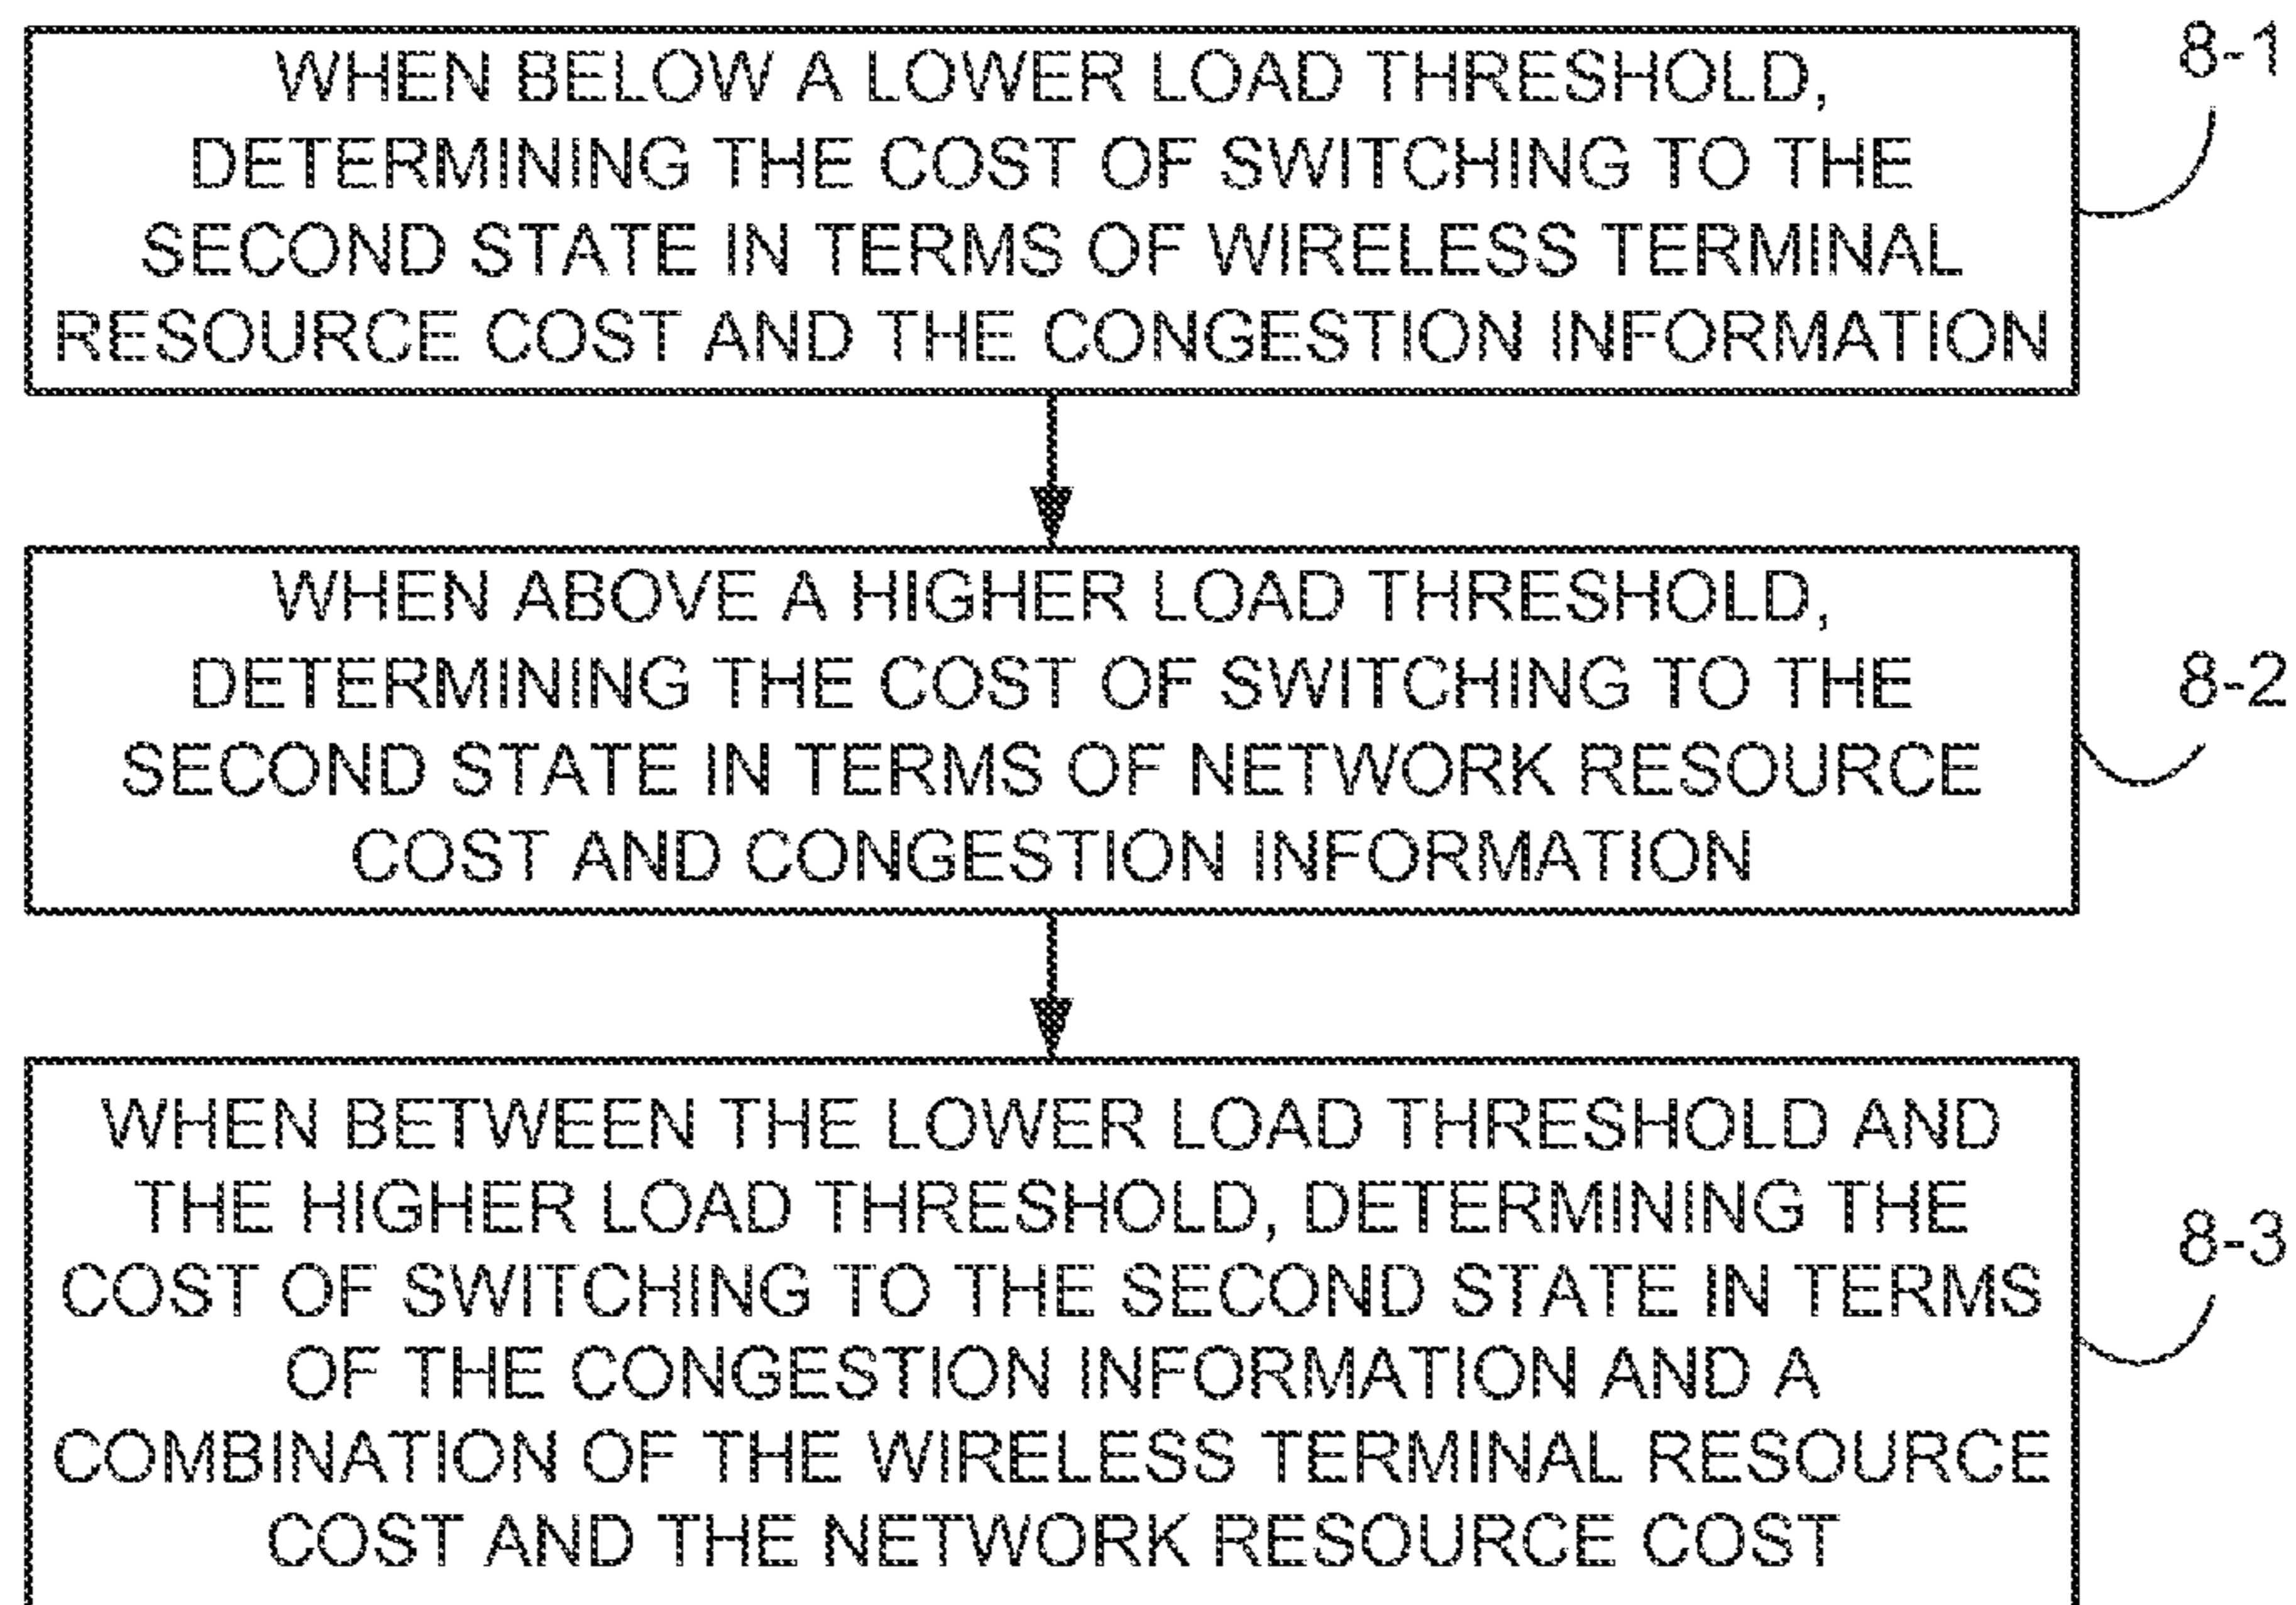 WHEN BELOW A LOWER LOAD THRESHOLD,
DETERMINING THE COST OF SWITCHING TO THE
SECOND STATE IN TERMS OF WIRELESS TERMINAL
RESOURCE COST AND THE CONGESTION INFORMATION
8-1
WHEN ABOVE A HIGHER LOAD THRESHOLD,
DETERMINING THE COST OF SWITCHING TO THE
SECOND STATE IN TERMS OF NETWORK RESOURCE
COST AND CONGESTION INFORMATION
8-2
WHEN BETWEEN THE LOWER LOAD THRESHOLD AND
THE HIGHER LOAD THRESHOLD, DETERMINING THE
COST OF SWITCHING TO THE SECOND STATE IN TERMS
OF THE CONGESTION INFORMATION AND A
COMBINATION OF THE WIRELESS TERMINAL RESOURCE
COST AND THE NETWORK RESOURCE COST
8-3